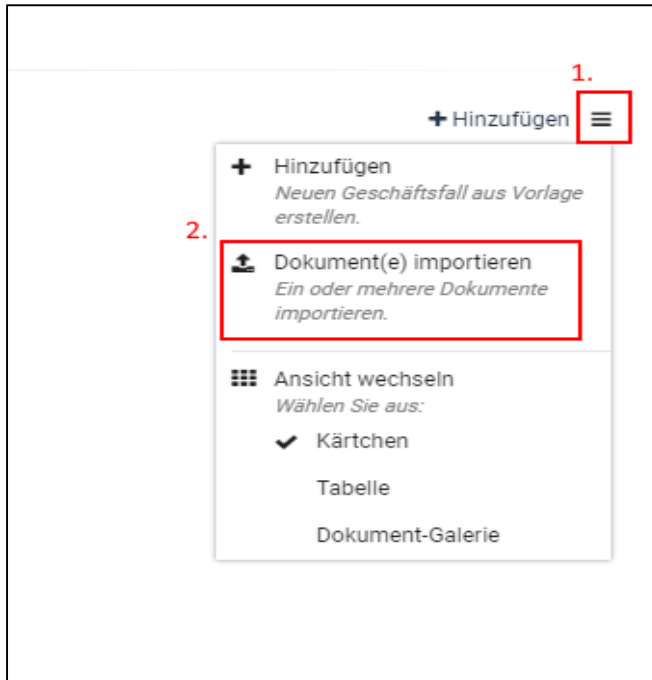 1.
Hinzufügen
Hinzufügen
Neuen Geschäftsfall aus Vorlage
erstellen.
2.
Dokument(e) importieren
Ein oder mehrere Dokumente
importieren.
Ansicht wechseln
Wählen Sie aus:
Kärtchen
Tabelle
Dokument-Galerie